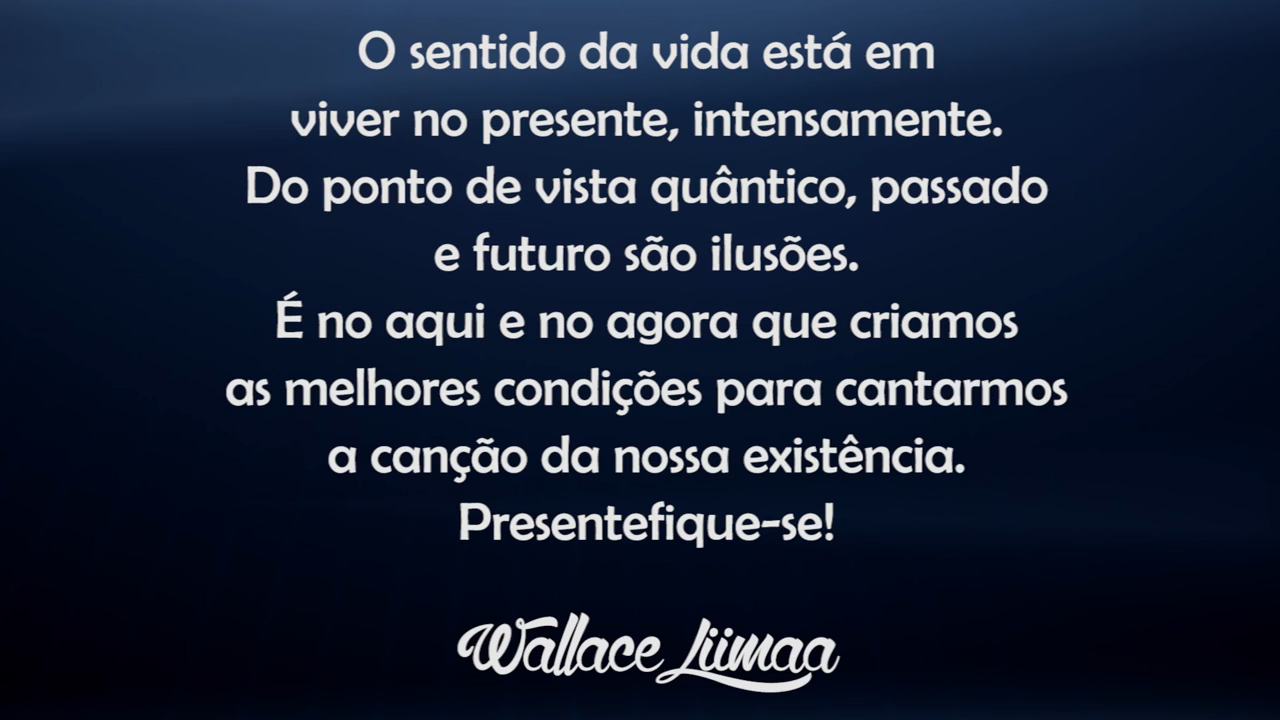 O sentido da vida está em
viver no presente, intensamente.
Do ponto de vista quântico, passado
e futuro são ilusões.
É no aqui e no agora que criamos
as melhores condições para cantarmos
a canção da nossa existência.
Presentefique-se!
Wallace Liimaa